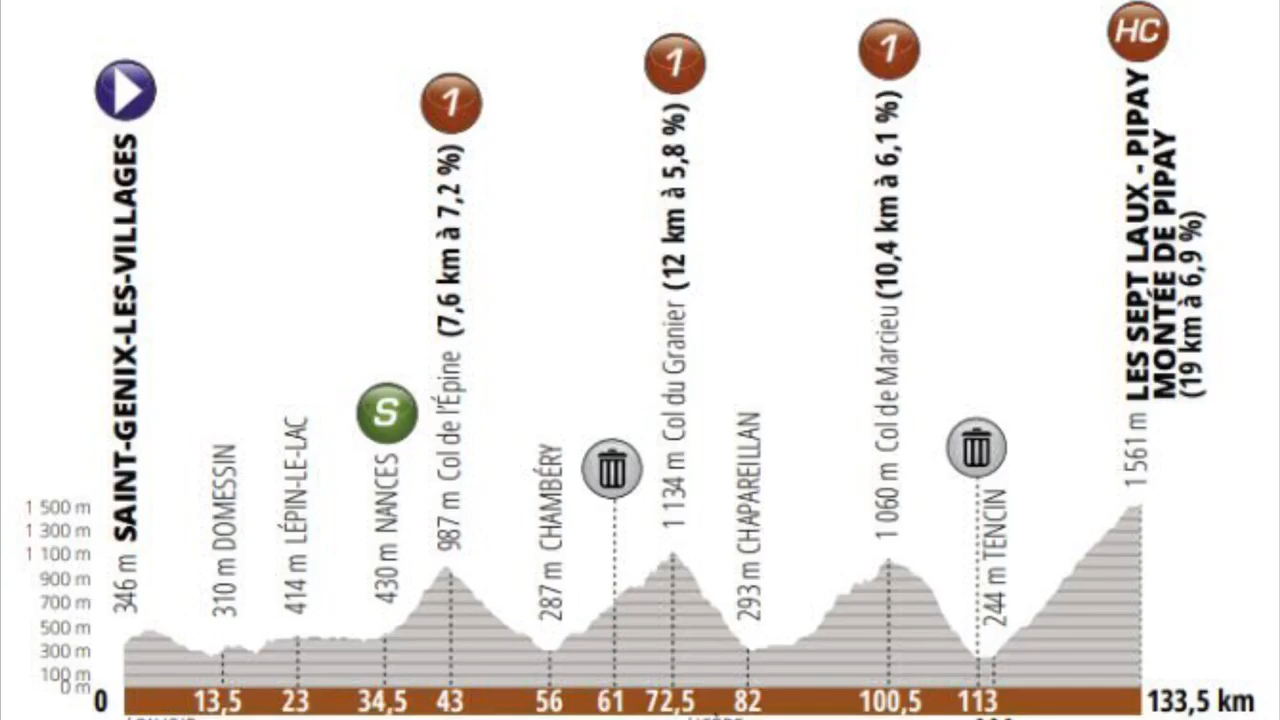 1
HC
1
1
346 m SAINT-GENIX-LES-VILLAGES
310 m DOMESSIN
414 m LÉPIN-LE-LAC
S
430 m NANCES
987 m Col de l'Épine (7,6 km à 7,2 %)
287 m CHAMBÉRY
1 134 m Col du Granier (12 km à 5,8 %)
293 m CHAPAREILLAN
1 060 m Col de Marcieu (10,4 km à 6,1 %)
244 m TENCIN
1 561 m LES SEPT LAUX - PIPAY
MONTÉE DE PIPAY
(19 km à 6,9 %)
1 500 m
1 300 m
1 100 m
900 m
700 m
500 m
300 m
100 m
0 m
0 13,5 23 34,5 43 56 61 72,5 82 100,5 113 133,5 km